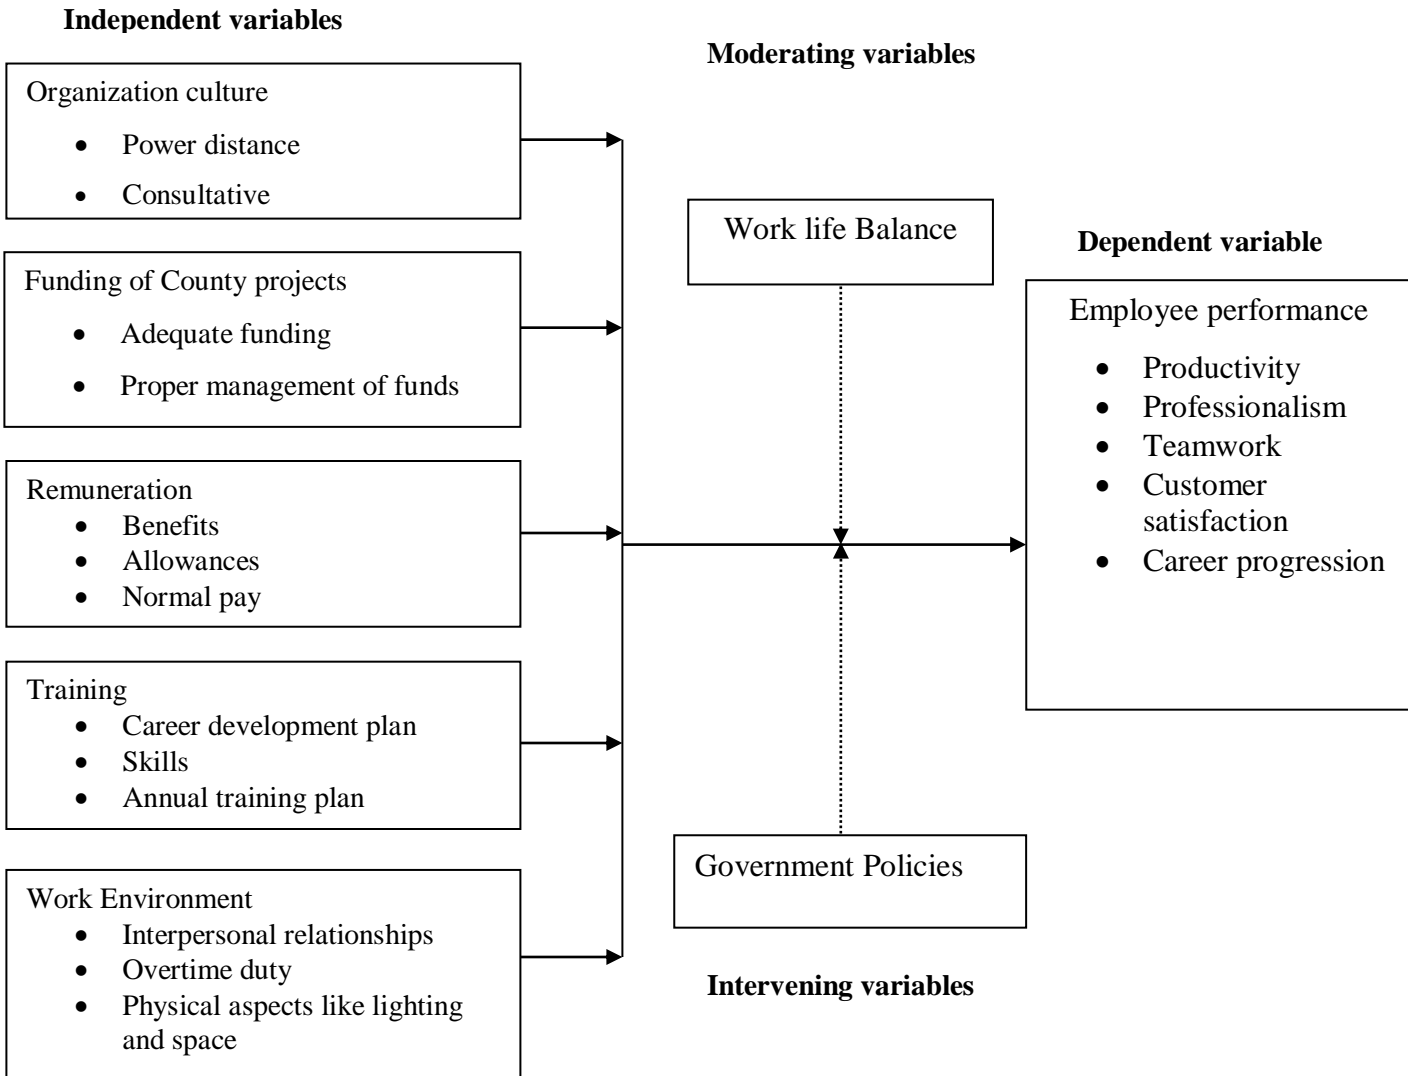 Independent variables
Organization culture
• Power distance
• Consultative
Funding of County projects
• Adequate funding
• Proper management of funds
Remuneration
• Benefits
• Allowances
• Normal pay
Training
• Career development plan
• Skills
• Annual training plan
Work Environment
• Interpersonal relationships
• Overtime duty
• Physical aspects like lighting
and space
Moderating variables
Work life Balance
Government Policies
Intervening variables
Dependent variable
Employee performance
• Productivity
• Professionalism
• Teamwork
• Customer
satisfaction
• Career progression